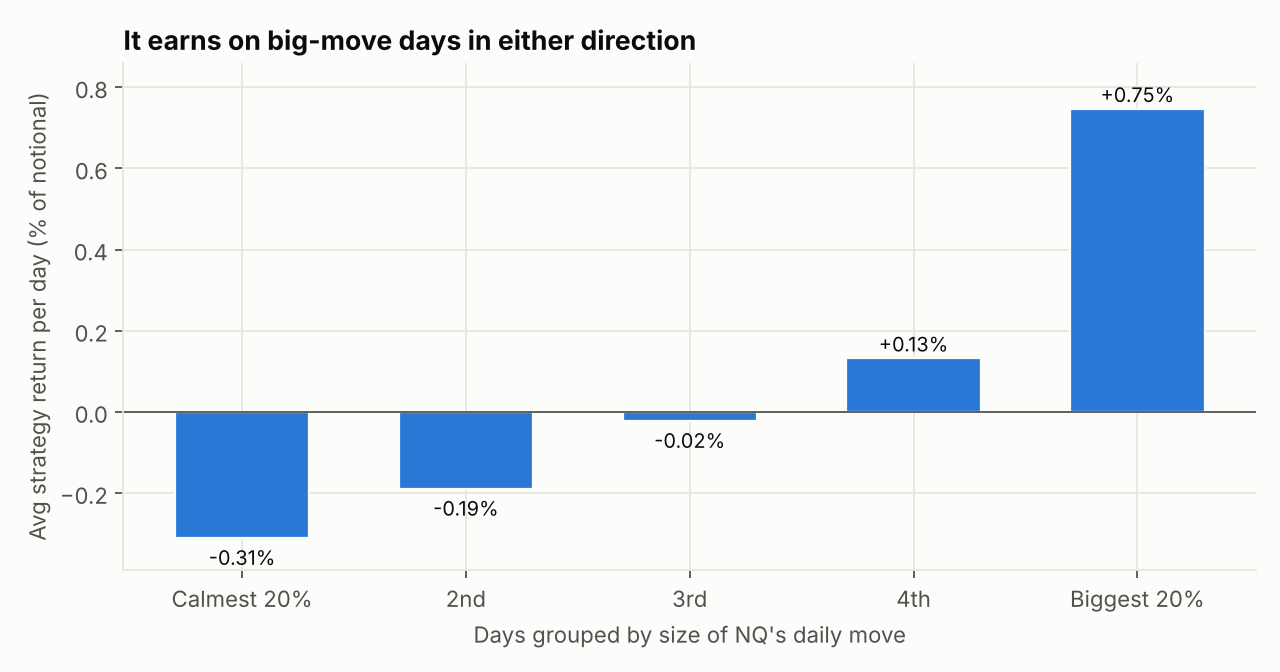 It earns on big-move days in either direction
Avg strategy return per day (% of notional)
0.8
0.6
0.4
0.2
0.0
−0.2
-0.31%
-0.19%
-0.02%
+0.13%
+0.75%
Calmest 20%
2nd
3rd
4th
Biggest 20%
Days grouped by size of NQ's daily move